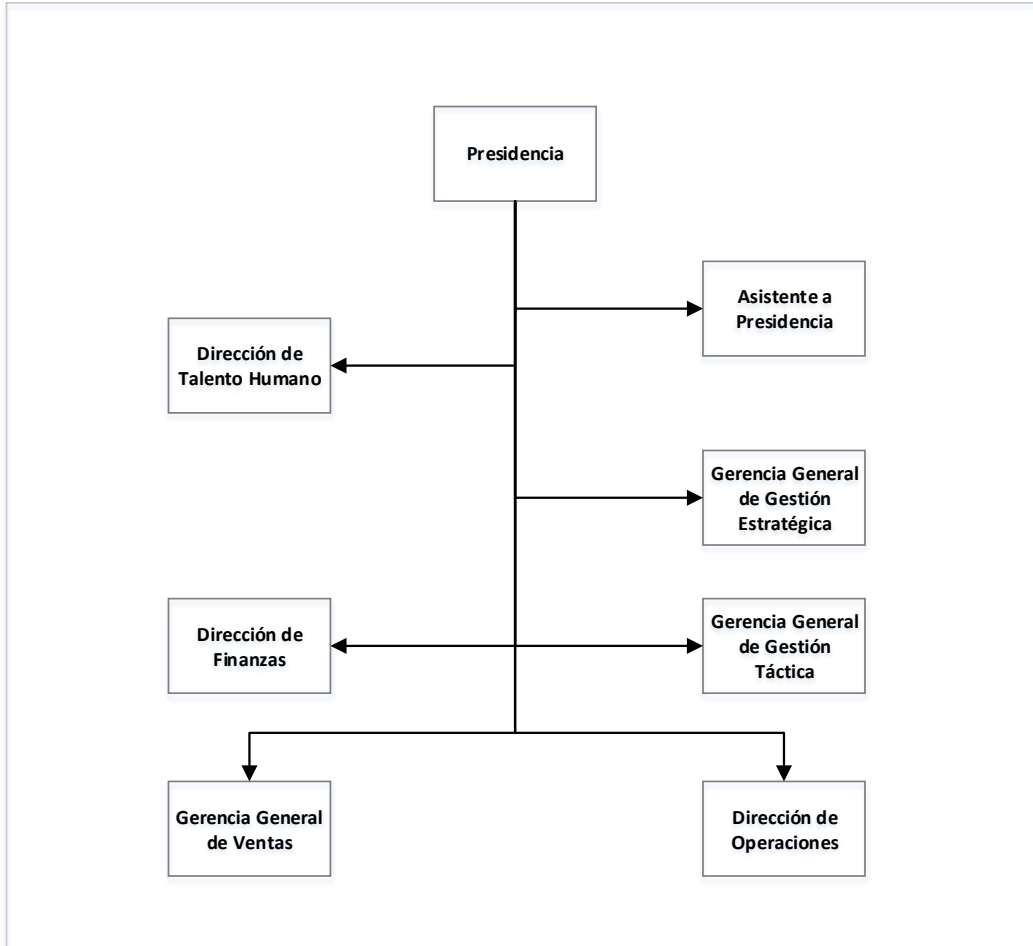 Presidencia
Asistente a
Presidencia
Dirección de
Talento Humano
Gerencia General
de Gestión
Estratégica
Dirección de
Finanzas
Gerencia General
de Gestión
Táctica
Gerencia General
de Ventas
Dirección de
Operaciones